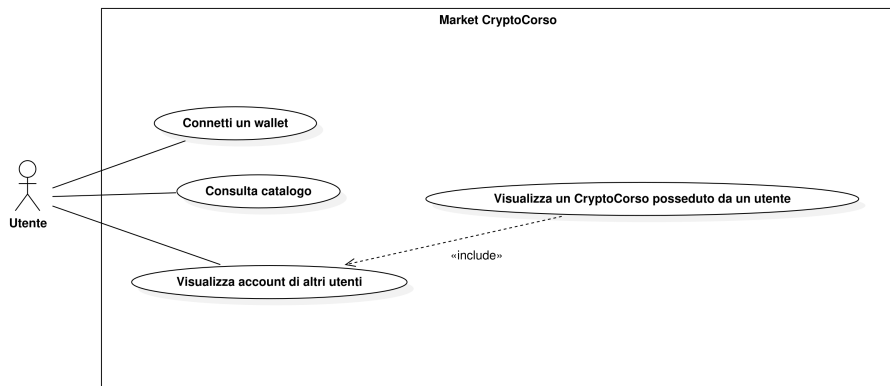 Market CryptoCorso
Connetti un wallet
Consulta catalogo
Visualizza un CryptoCorso posseduto da un utente
Utente
«include»
Visualizza account di altri utenti